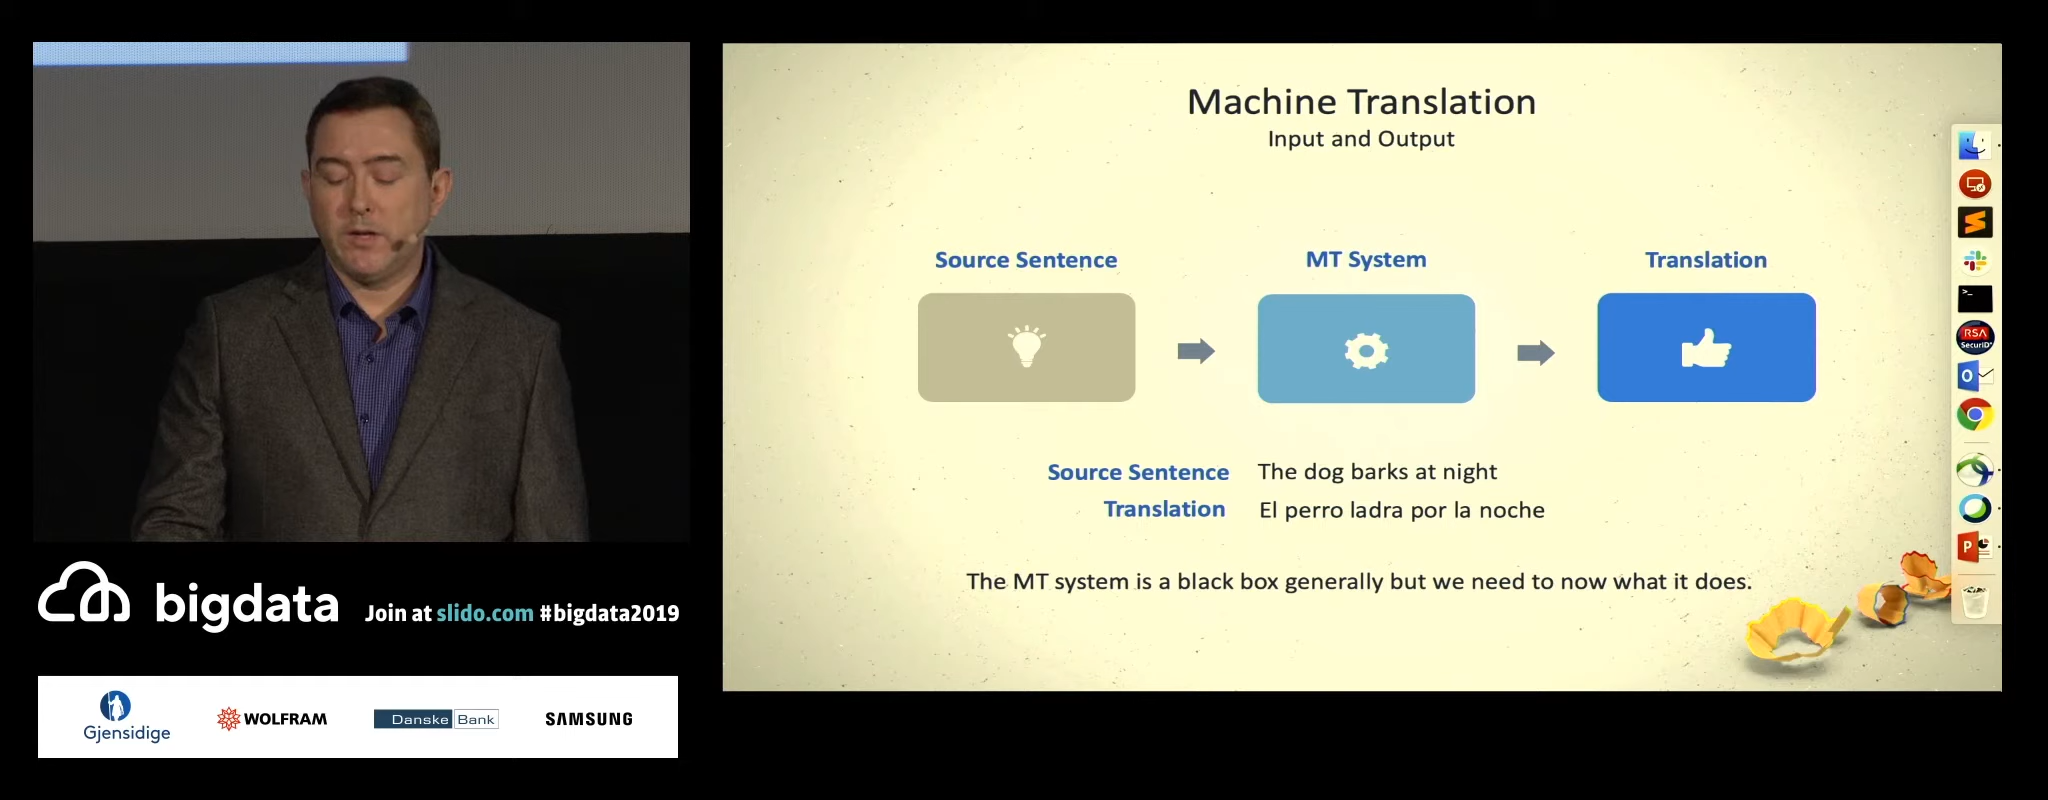 bigdata
Join at slido.com #bigdata2019
Gjensidige
WOLFRAM
Danske Bank
SAMSUNG
Machine Translation
Input and Output
Source Sentence
MT System
Translation
Source Sentence The dog barks at night
Translation El perro ladra por la noche
The MT system is a black box generally but we need to now what it does.
>_
RSA
SecurID
O
P